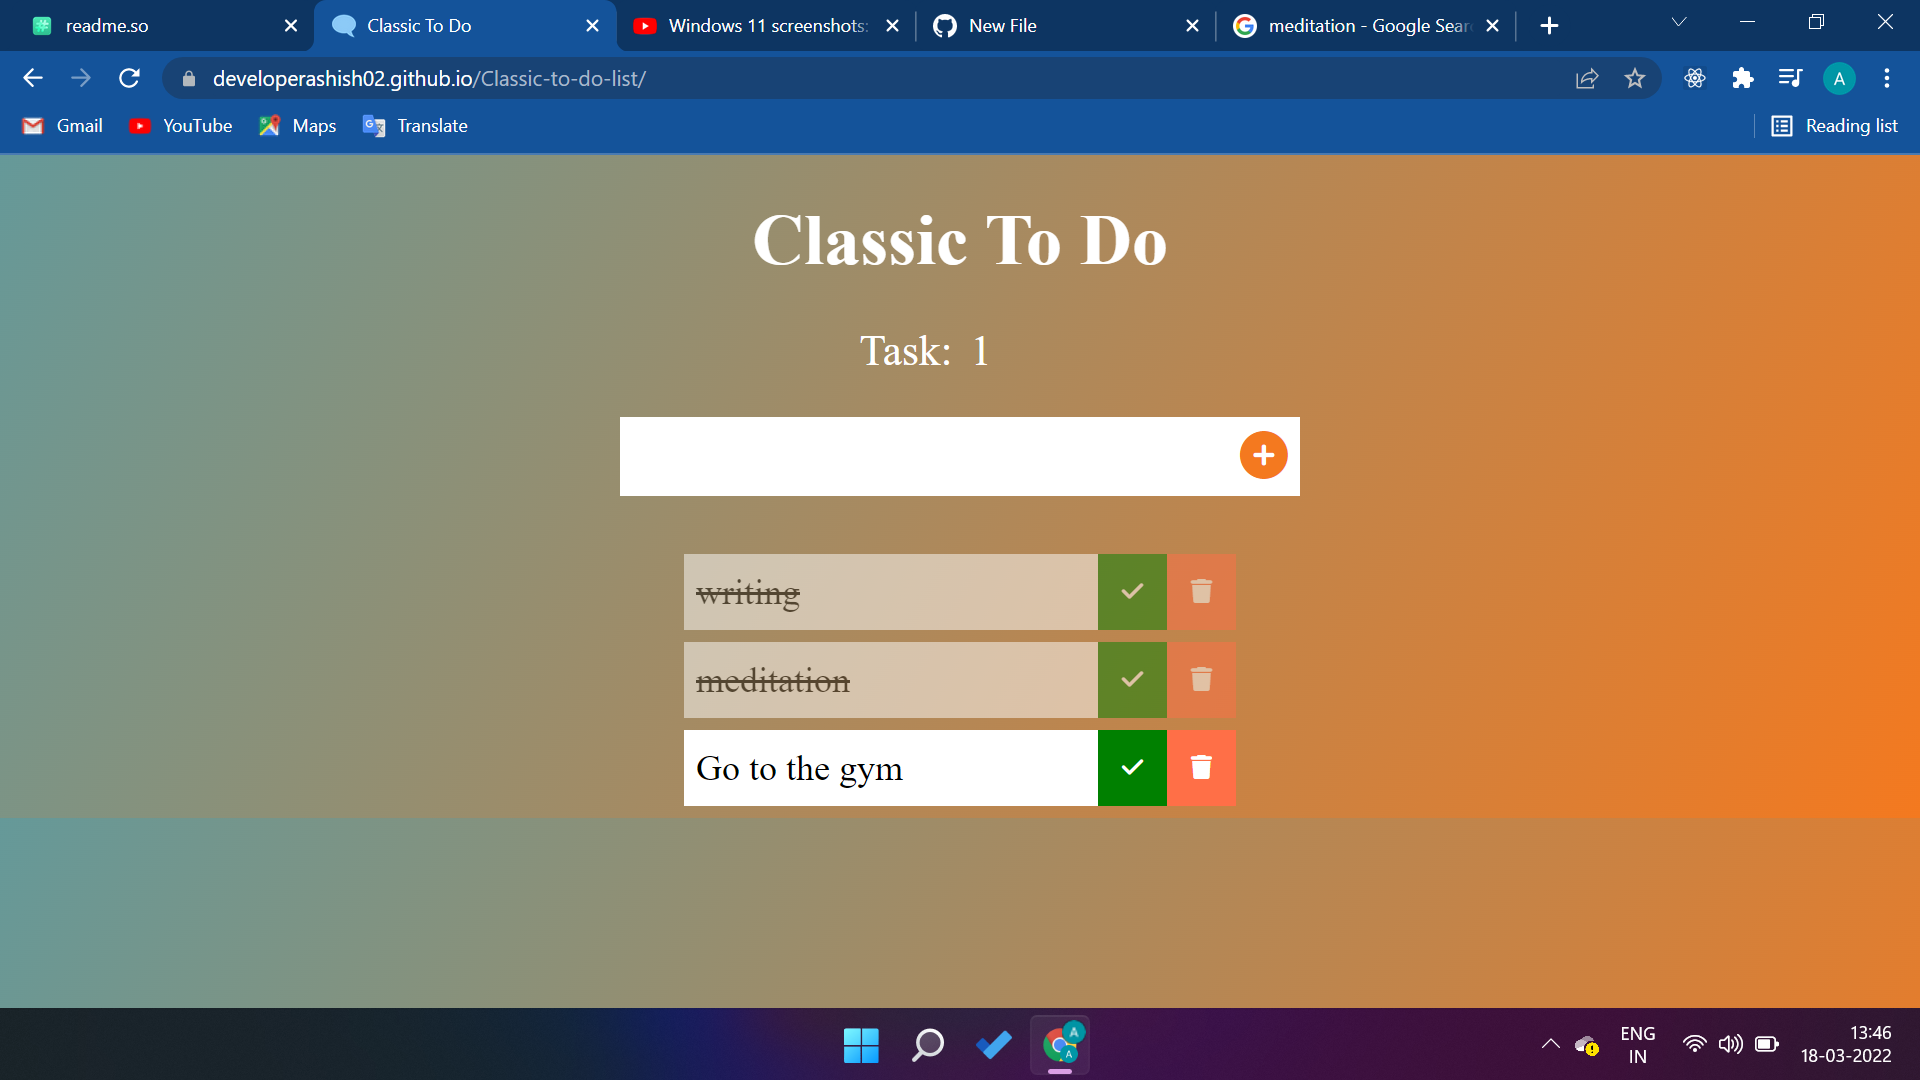 readme.so
Classic To Do
Windows 11 screenshots:
New File
meditation - Google Sear
developerashish02.github.io/Classic-to-do-list/
A
Gmail
YouTube
Maps
Translate
Reading list
Classic To Do
Task: 1
writing
meditation
Go to the gym
A
A
ENG
IN
13:46
18-03-2022